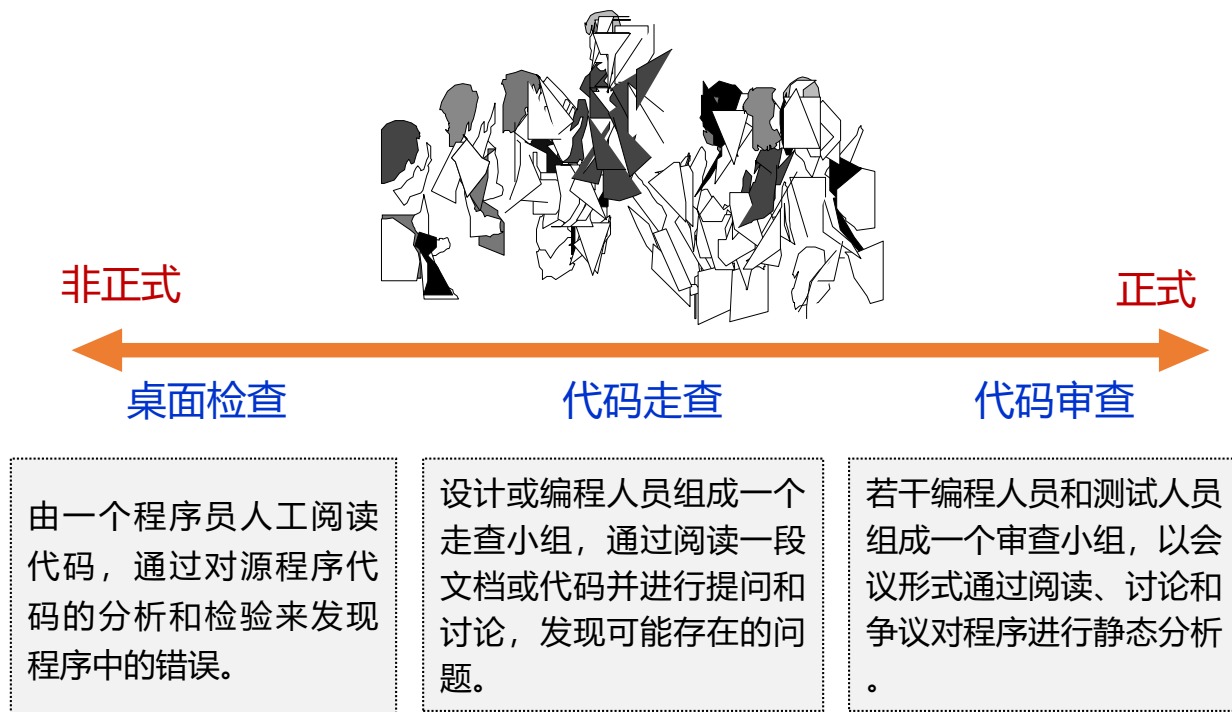 非正式
正式
桌面检查
代码走查
代码审查
由一个程序员人工阅读
代码，通过对源程序代
码的分析和检验来发现
程序中的错误。
设计或编程人员组成一个
走查小组，通过阅读一段
文档或代码并进行提问和
讨论，发现可能存在的问
题。
若干编程人员和测试人员
组成一个审查小组，以会
议形式通过阅读、讨论和
争议对程序进行静态分析
。